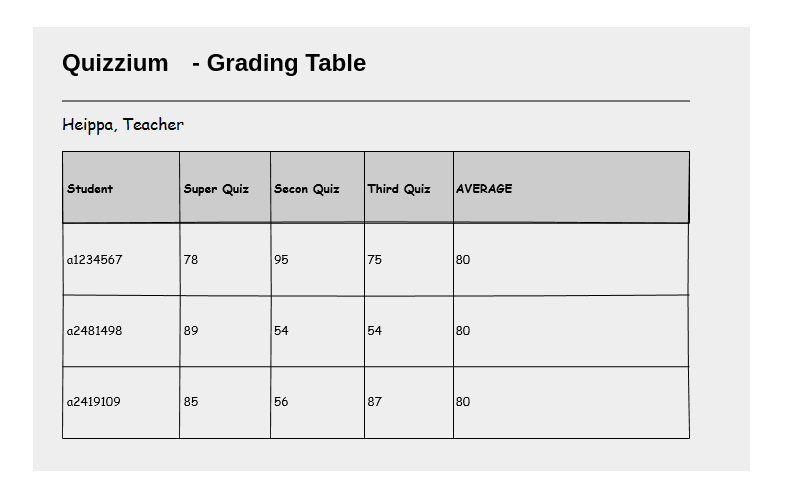 Quizzium - Grading Table
Heippa, Teacher
Student Super Quiz Secon Quiz Third Quiz AVERAGE
a1234567 78 95 75 80
a2481498 89 54 54 80
a2419109 85 56 87 80